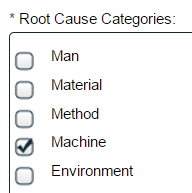 * Root Cause Categories:
Man
Material
Method
Machine
Environment